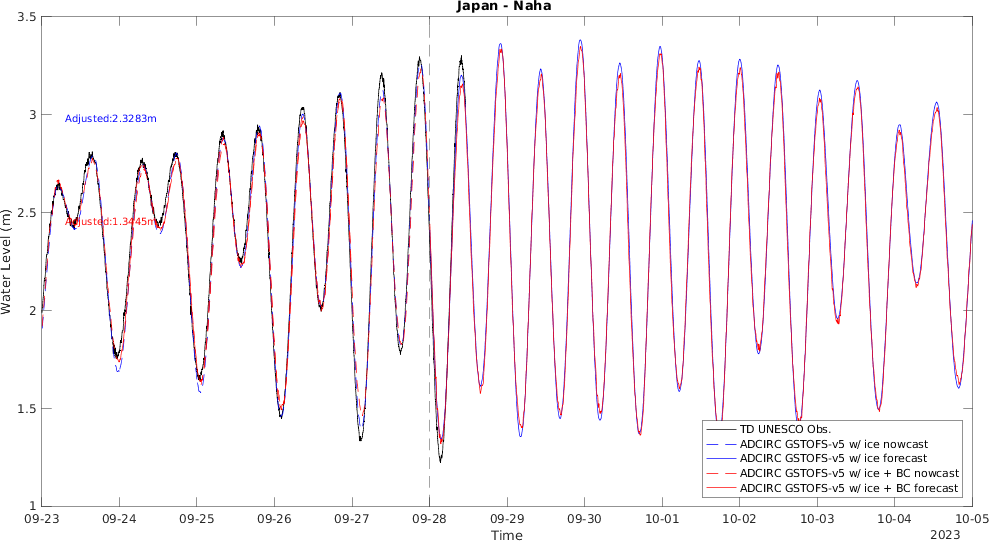 Japan - Naha
3.5
3
2.5
2
1.5
1
Water Level (m)
Adjusted:2.3283m
Adjusted:1.3445m
TD UNESCO Obs.
ADCIRC GSTOFS-v5 w/ ice nowcast
ADCIRC GSTOFS-v5 w/ ice forecast
ADCIRC GSTOFS-v5 w/ ice + BC nowcast
ADCIRC GSTOFS-v5 w/ ice + BC forecast
09-23 09-24 09-25 09-26 09-27 09-28 09-29 09-30 10-01 10-02 10-03 10-04 10-05
Time
2023